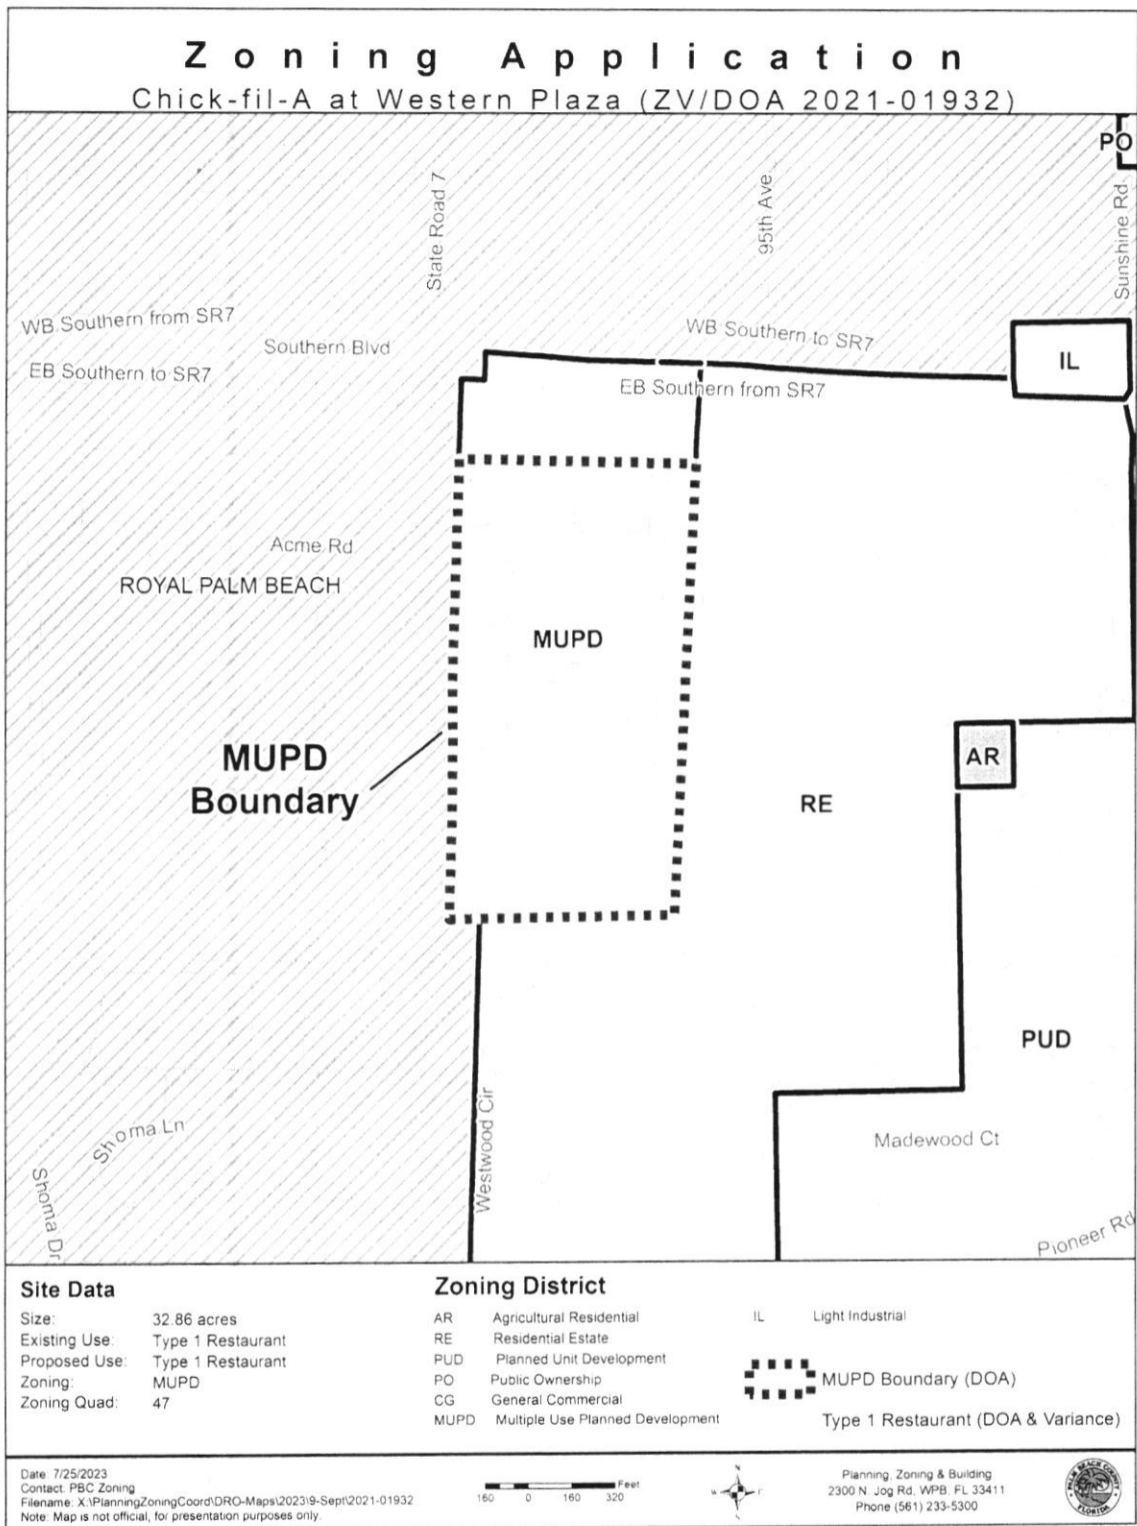 Zoning Application
Chick-fil-A at Western Plaza (ZV/DOA 2021-01932)
PO
State Road 7
95th Ave
Sunshine Rd
WB Southern from SR7
Southern Blvd
WB Southern to SR7
EB Southern to SR7
EB Southern from SR7
IL
Acme Rd
ROYAL PALM BEACH
MUPD
MUPD
Boundary
AR
RE
PUD
Westwood Cir
Madewood Ct
Shoma Ln
Shoma Dr
Pioneer Rd
Site Data
Size: 32.86 acres
Existing Use: Type 1 Restaurant
Proposed Use: Type 1 Restaurant
Zoning: MUPD
Zoning Quad: 47
Zoning District
AR Agricultural Residential
RE Residential Estate
PUD Planned Unit Development
PO Public Ownership
CG General Commercial
MUPD Multiple Use Planned Development
IL Light Industrial
MUPD Boundary (DOA)
Type 1 Restaurant (DOA & Variance)
Date: 7/25/2023
Contact: PBC Zoning
Filename: X:\PlanningZoningCoord\DRO-Maps\2023\9-Sept\2021-01932
Note: Map is not official, for presentation purposes only.
Feet
160 0 160 320
N
W
Planning, Zoning & Building
2300 N. Jog Rd, WPB, FL 33411
Phone (561) 233-5300
PALM BEACH COUNTY
FLORIDA